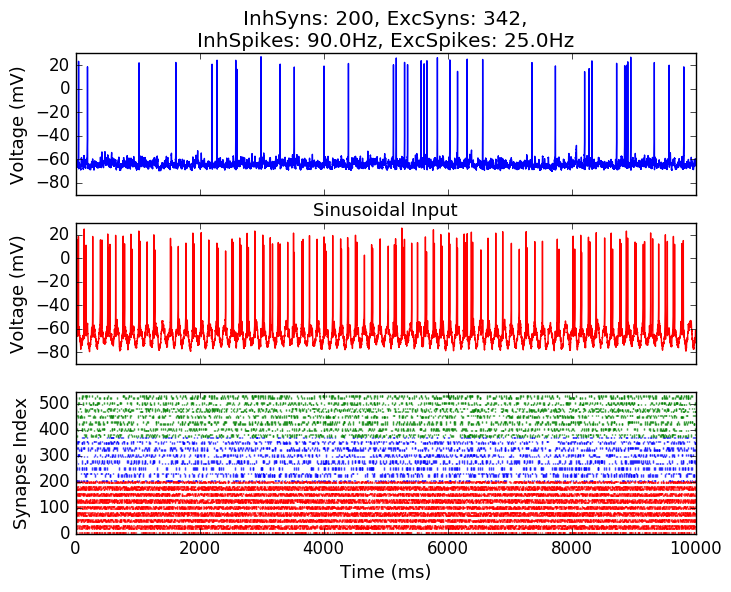 InhSyns: 200, ExcSyns: 342,
InhSpikes: 90.0Hz, ExcSpikes: 25.0Hz
20
0
−20
−40
−60
−80
Voltage (mV)
Sinusoidal Input
20
0
−20
−40
−60
−80
Voltage (mV)
500
400
300
200
100
0
Synapse Index
0 2000 4000 6000 8000 10000
Time (ms)